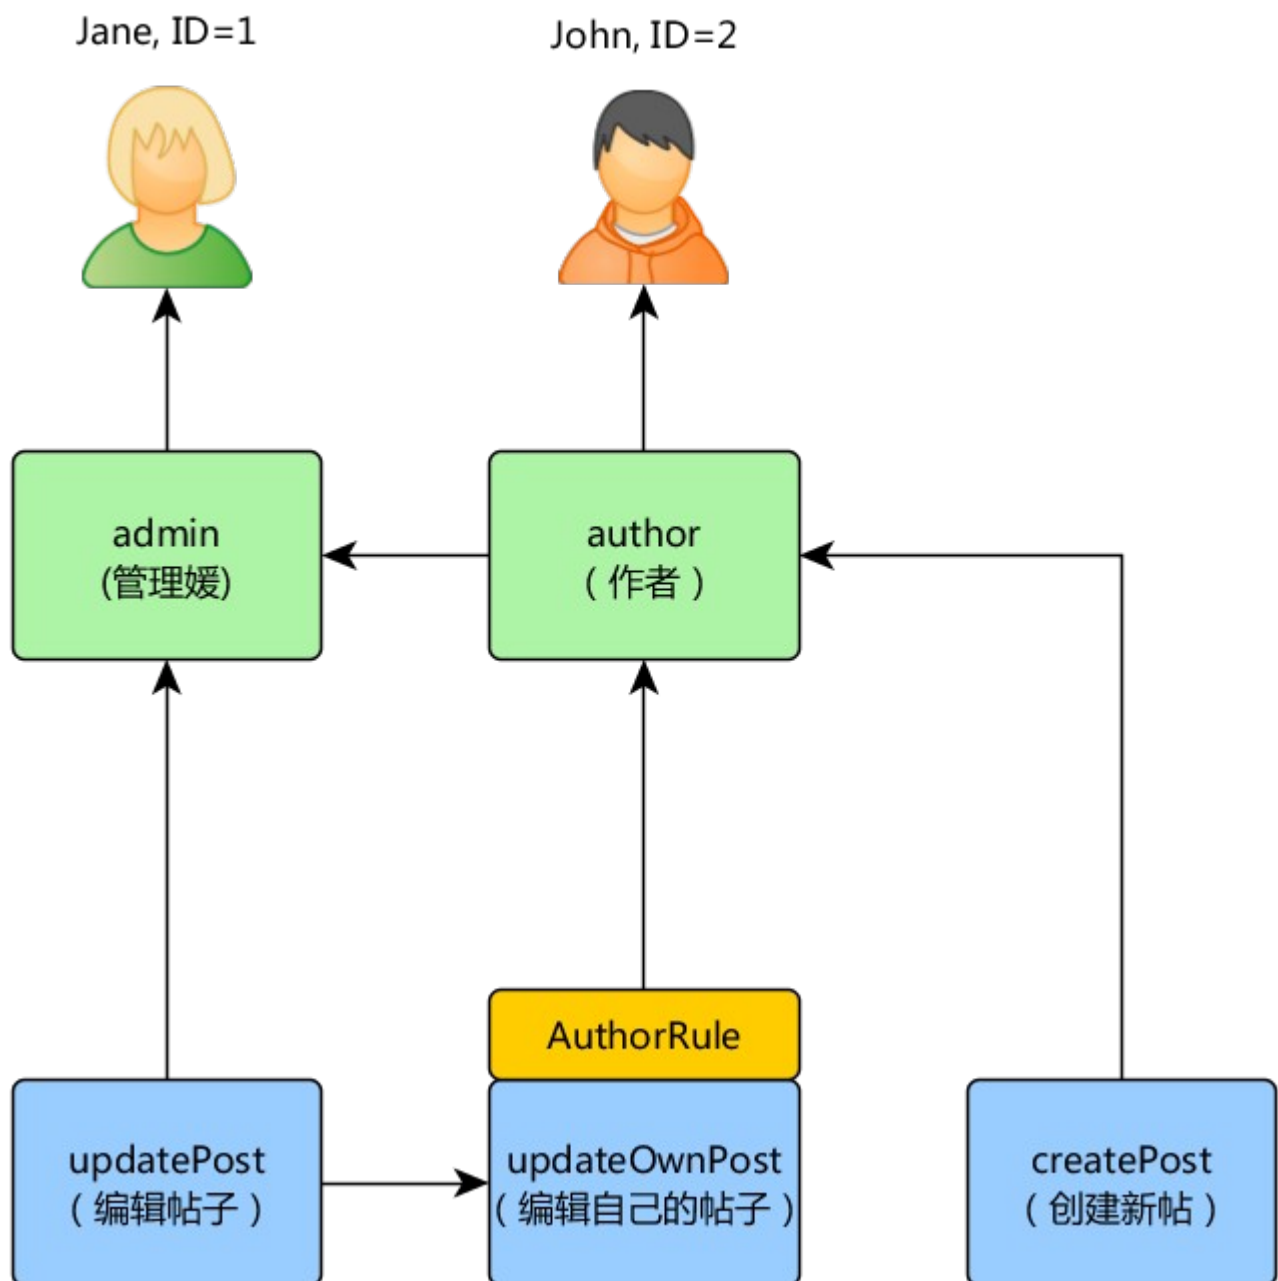 Jane, ID=1
John, ID=2
admin
(管理媛)
author
（作者）
AuthorRule
updatePost
（编辑帖子）
updateOwnPost
（编辑自己的帖子）
createPost
（创建新帖）